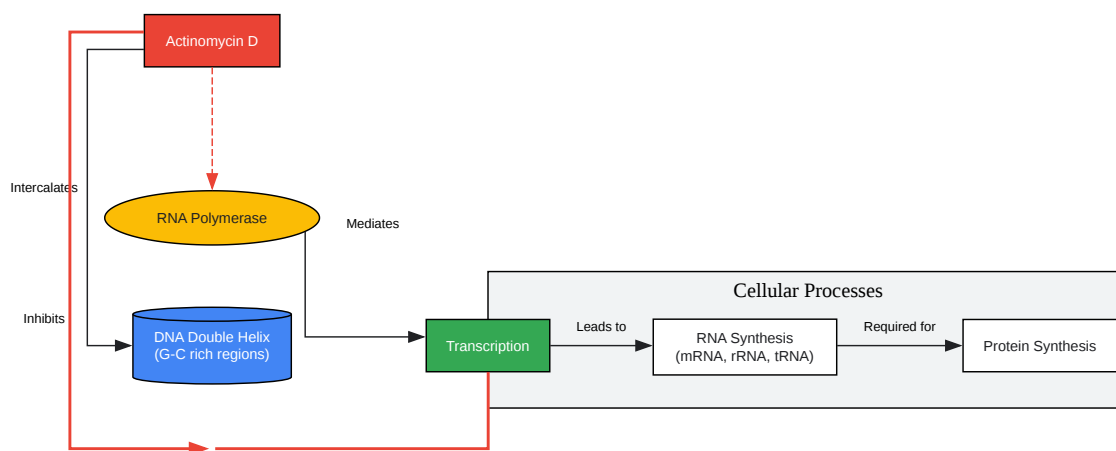 Actinomycin D
Intercalates
RNA Polymerase
Mediates
Cellular Processes
Inhibits
DNA Double Helix
(G-C rich regions)
Transcription
Leads to
RNA Synthesis
(mRNA, rRNA, tRNA)
Required for
Protein Synthesis